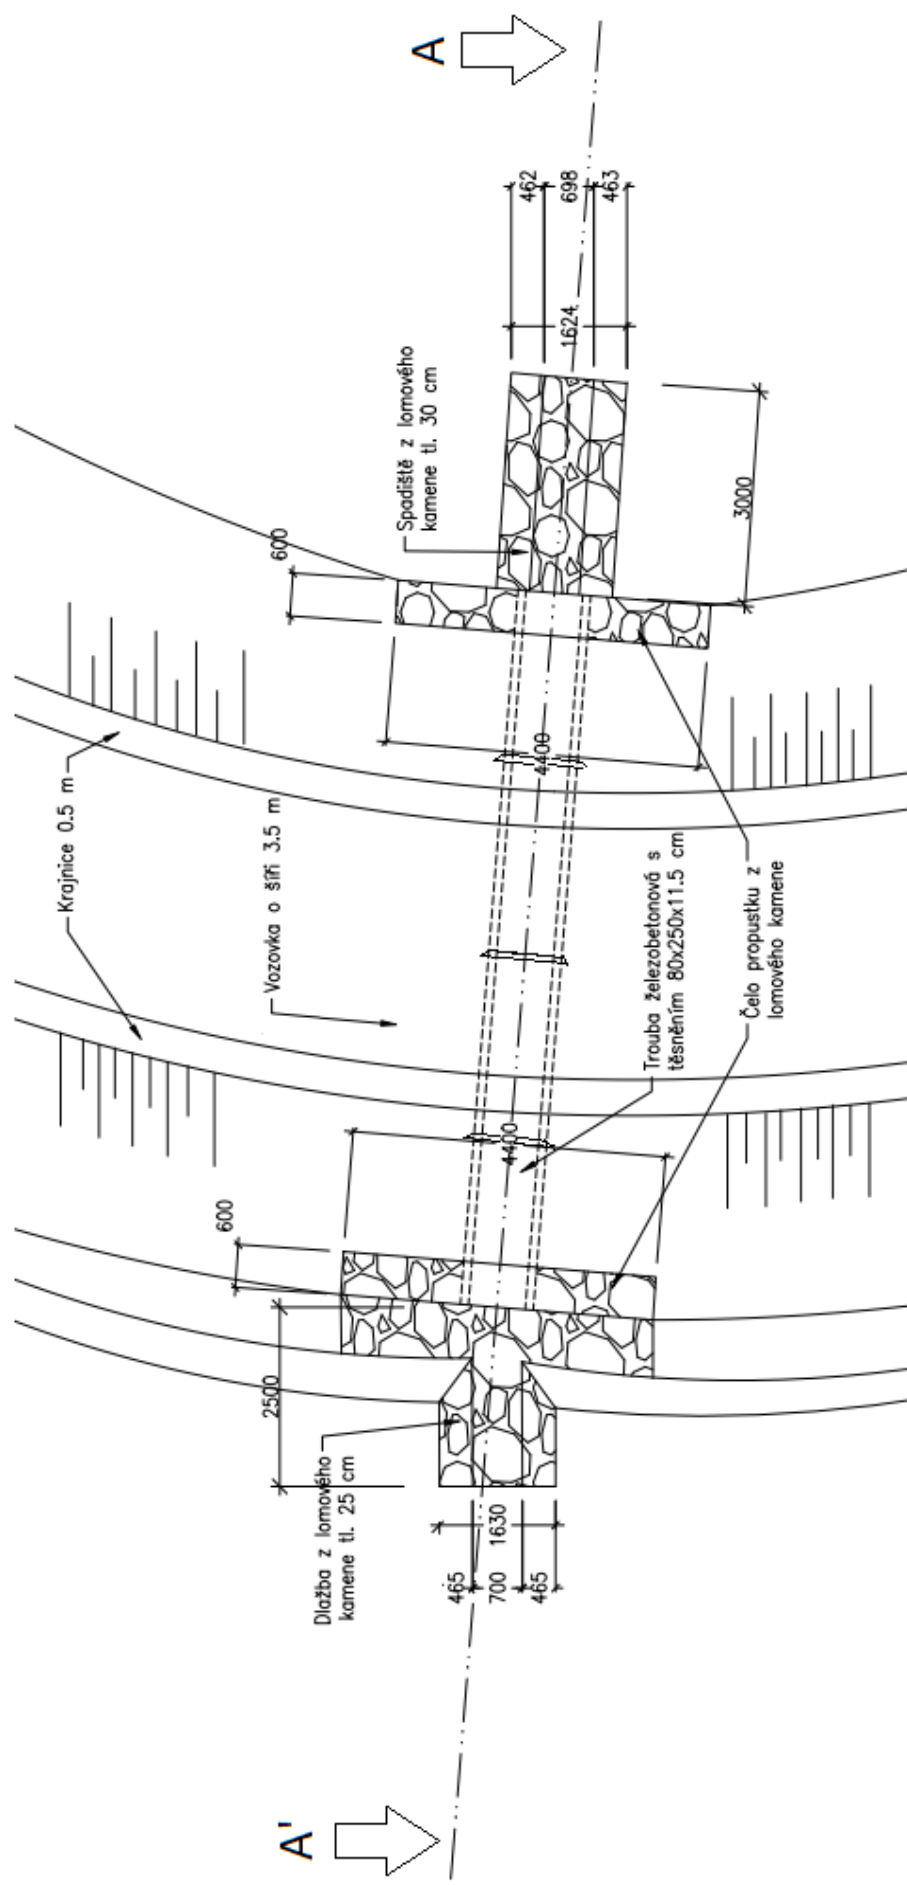 A
462
698
463
1624
Spadiště z lomového
kamene tl. 30 cm
3000
600
4400
Krajnice 0.5 m
Vozovka o šíři 3.5 m
Trouba železobetonová s
těsněním 80x250x11.5 cm
Čelo propustku z
lomového kamene
4400
600
2500
Dlažba z lomového
kamene tl. 25 cm
1630
465
700
465
A'